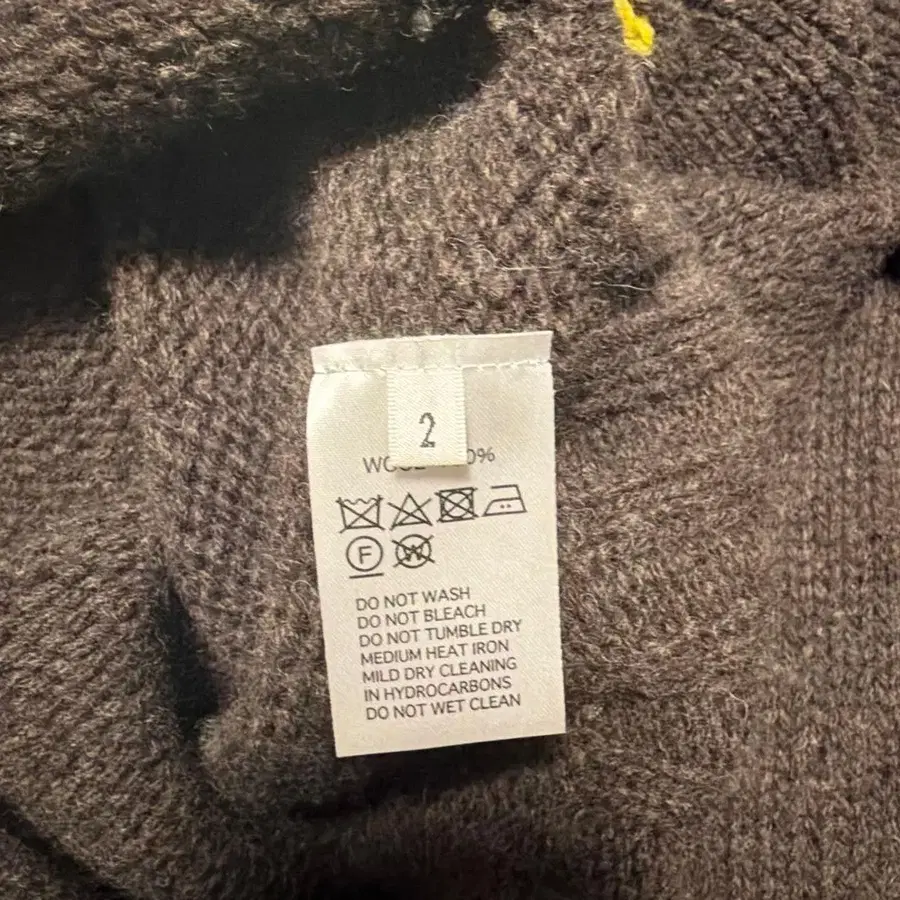 2
DO NOT WASH
DO NOT BLEACH
DO NOT TUMBLE DRY
MEDIUM HEAT IRON
MILD DRY CLEANING
IN HYDROCARBONS
DO NOT WET CLEAN
F
W